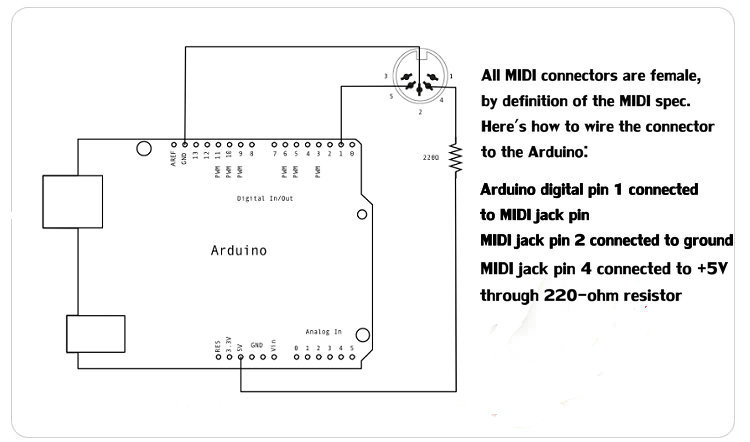 All MIDI connectors are female,
by definition of the MIDI spec.
Here's how to wire the connector
to the Arduino:
Arduino digital pin 1 connected
to MIDI jack pin
MIDI jack pin 2 connected to ground
MIDI jack pin 4 connected to +5V
through 220-ohm resistor
3
1
5
4
2
220Ω
AREF
GND
13
12
11
10
9
8
7
6
5
4
3
2
1
0
PWM
PWM
PWM
PWM
PWM
PWM
Digital In/Out
Arduino
Analog In
RES
3.3V
5V
GND
Vin
0
1
2
3
4
5